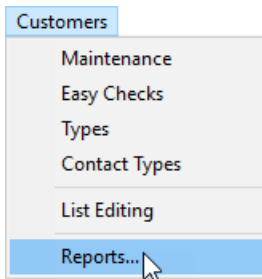 Customers
Maintenance
Easy Checks
Types
Contact Types
List Editing
Reports...